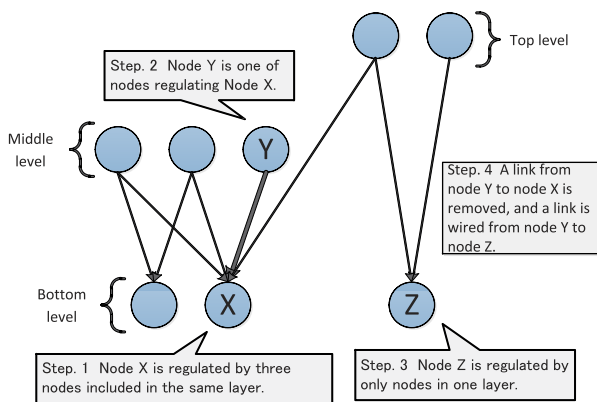 Top level
Step. 2 Node Y is one of
nodes regulating Node X.
Middle
level
Y
Step. 4 A link from
node Y to node X is
removed, and a link is
wired from node Y to
node Z.
Bottom
level
X
Z
Step. 1 Node X is regulated by three
nodes included in the same layer.
Step. 3 Node Z is regulated by
only nodes in one layer.